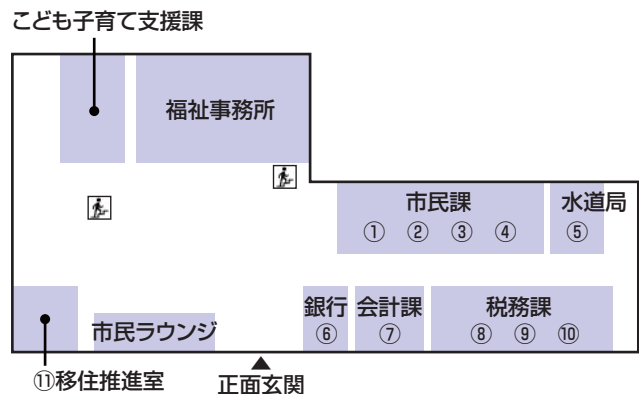 こども子育て支援課
福祉事務所
市民課
① ② ③ ④
水道局
⑤
銀行
⑥
会計課
⑦
税務課
⑧ ⑨ ⑩
市民ラウンジ
⑪移住推進室
正面玄関